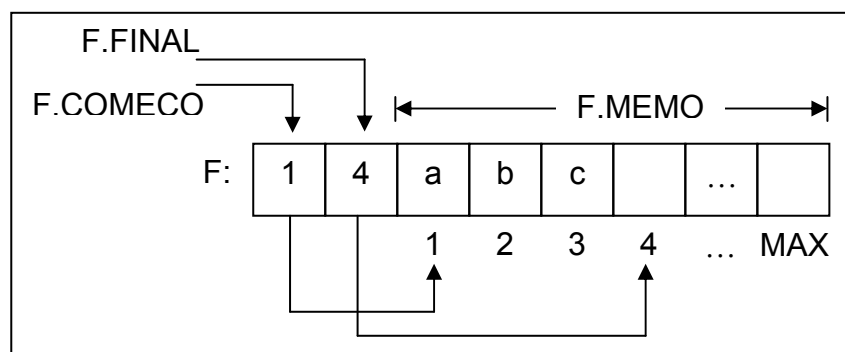 F.FINAL
F.COMECO
F.MEMO
F: 1 4 a b c ...
1 2 3 4 ... MAX